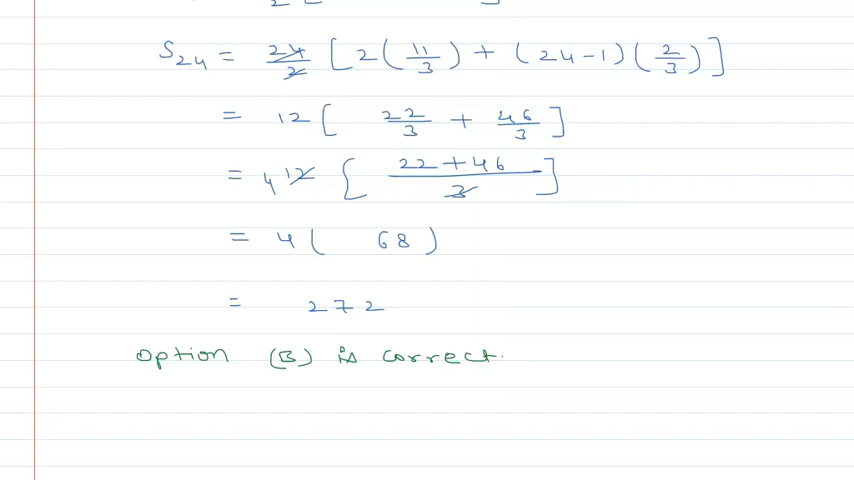 S₂₄ = 24/2 [ 2 ( 11/3 ) + ( 24-1 ) ( 2/3 ) ]
= 12 [ 22/3 + 46/3 ]
= 4 12 [ 22+46 / 3 ]
= 4 ( 68 )
= 272
Option (B) is correct.